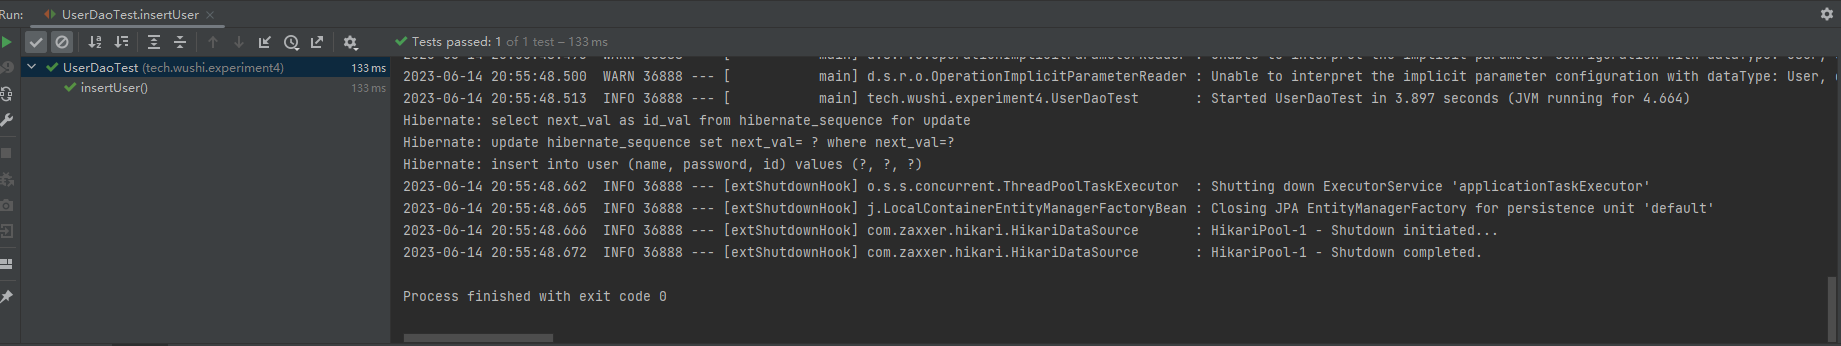 Run: UserDaoTest.insertUser
Tests passed: 1 of 1 test – 133 ms
UserDaoTest (tech.wushi.experiment4) 133 ms
insertUser() 133 ms
2023-06-14 20:55:48.500  WARN 36888 --- [           main] d.s.r.o.OperationImplicitParameterReader : Unable to interpret the implicit parameter configuration with dataType: User,
2023-06-14 20:55:48.513  INFO 36888 --- [           main] tech.wushi.experiment4.UserDaoTest       : Started UserDaoTest in 3.897 seconds (JVM running for 4.664)
Hibernate: select next_val as id_val from hibernate_sequence for update
Hibernate: update hibernate_sequence set next_val= ? where next_val=?
Hibernate: insert into user (name, password, id) values (?, ?, ?)
2023-06-14 20:55:48.662  INFO 36888 --- [extShutdownHook] o.s.s.concurrent.ThreadPoolTaskExecutor  : Shutting down ExecutorService 'applicationTaskExecutor'
2023-06-14 20:55:48.665  INFO 36888 --- [extShutdownHook] j.LocalContainerEntityManagerFactoryBean : Closing JPA EntityManagerFactory for persistence unit 'default'
2023-06-14 20:55:48.666  INFO 36888 --- [extShutdownHook] com.zaxxer.hikari.HikariDataSource       : HikariPool-1 - Shutdown initiated...
2023-06-14 20:55:48.672  INFO 36888 --- [extShutdownHook] com.zaxxer.hikari.HikariDataSource       : HikariPool-1 - Shutdown completed.
Process finished with exit code 0